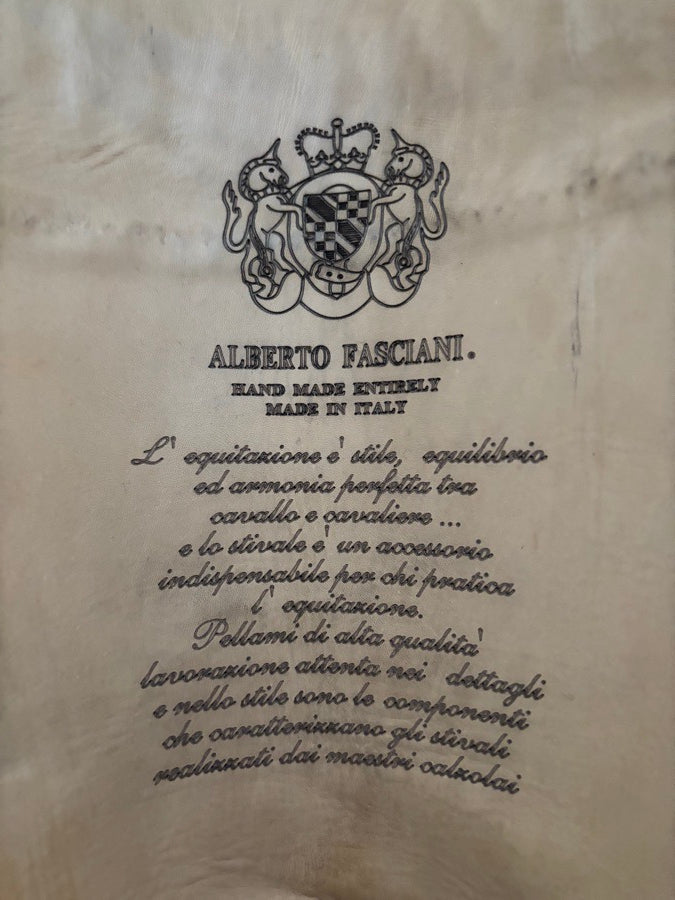 ALBERTO FASCIANI.
HAND MADE ENTIRELY
MADE IN ITALY
L' equitazione è stile, equilibrio
ed armonia perfetta tra
cavallo e cavaliere ...
e lo stivale è un accessorio
indispensabile per chi pratica
l' equitazione.
Pellami di alta qualità
lavorazione attenta nei dettagli
e nello stile sono le componenti
che caratterizzano gli stivali
realizzati dai maestri calzolai